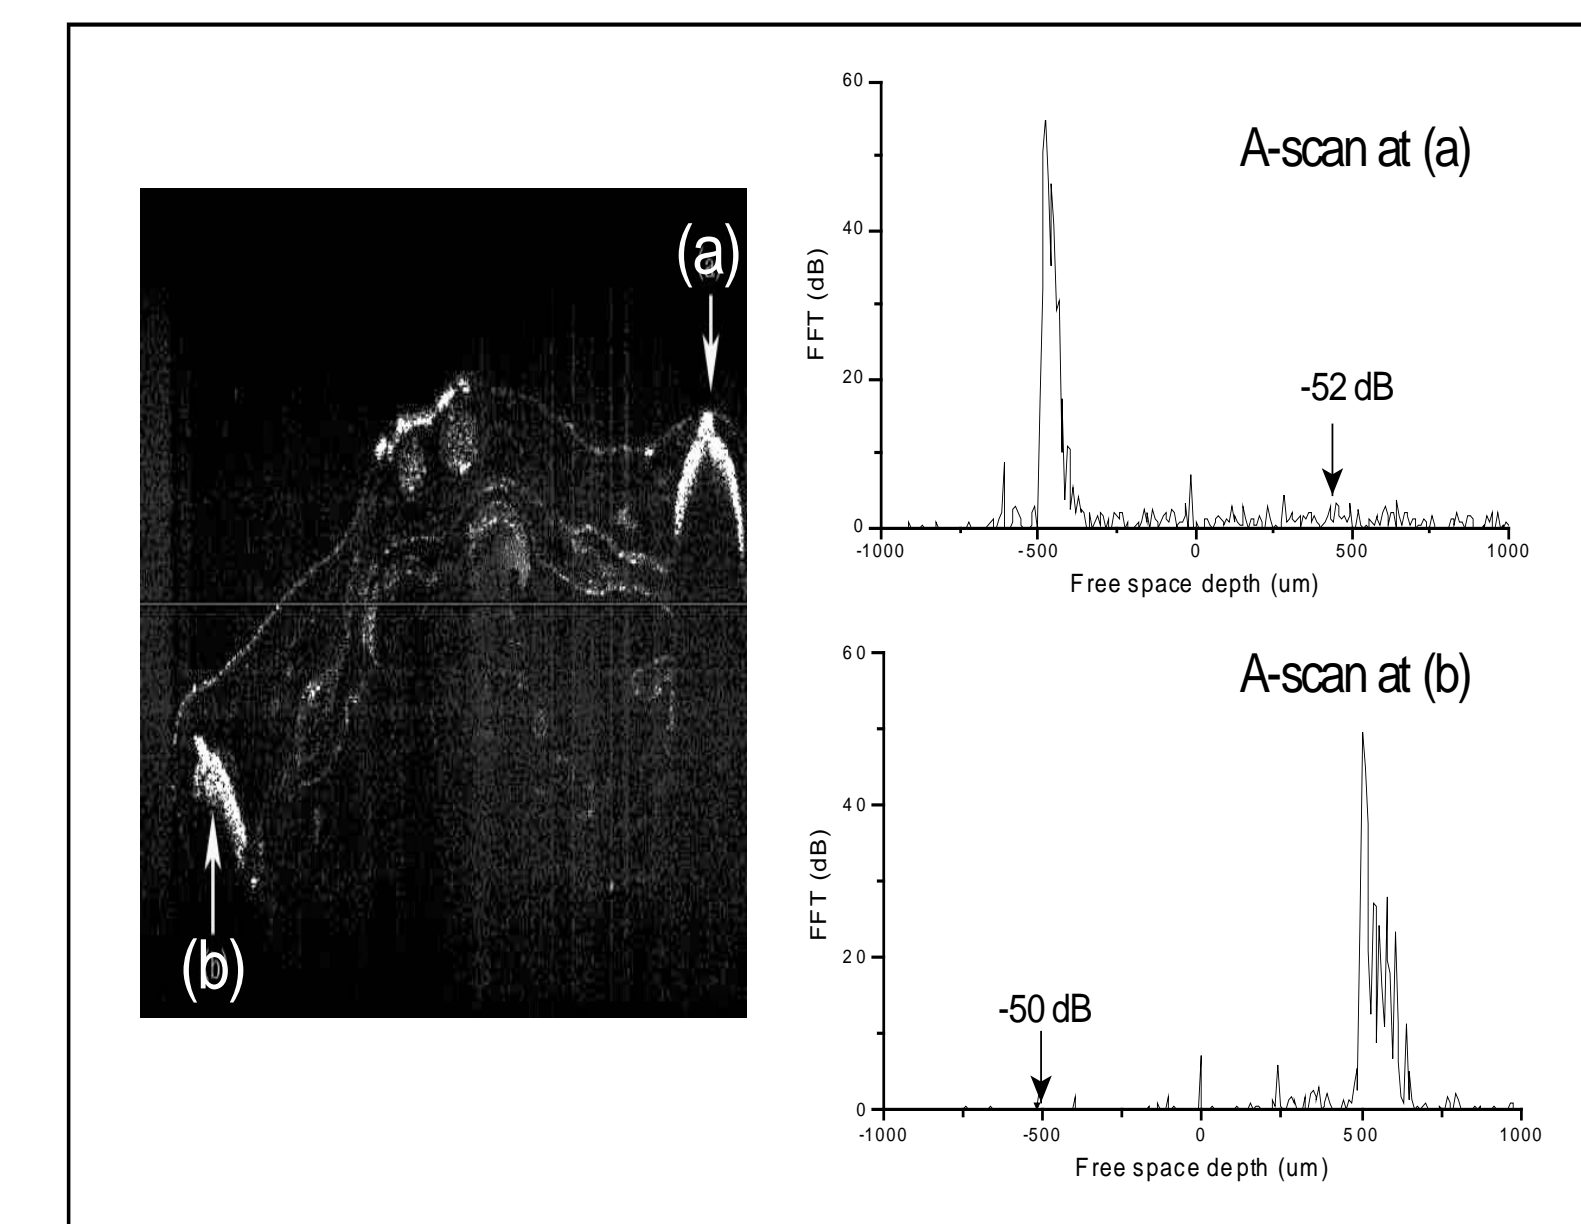 (a)
(b)
60
A-scan at (a)
40
FFT (dB)
20
-52 dB
0
-1000 -500 0 500 1000
Free space depth (um)
60
A-scan at (b)
40
FFT (dB)
20
-50 dB
0
-1000 -500 0 500 1000
Free space depth (um)